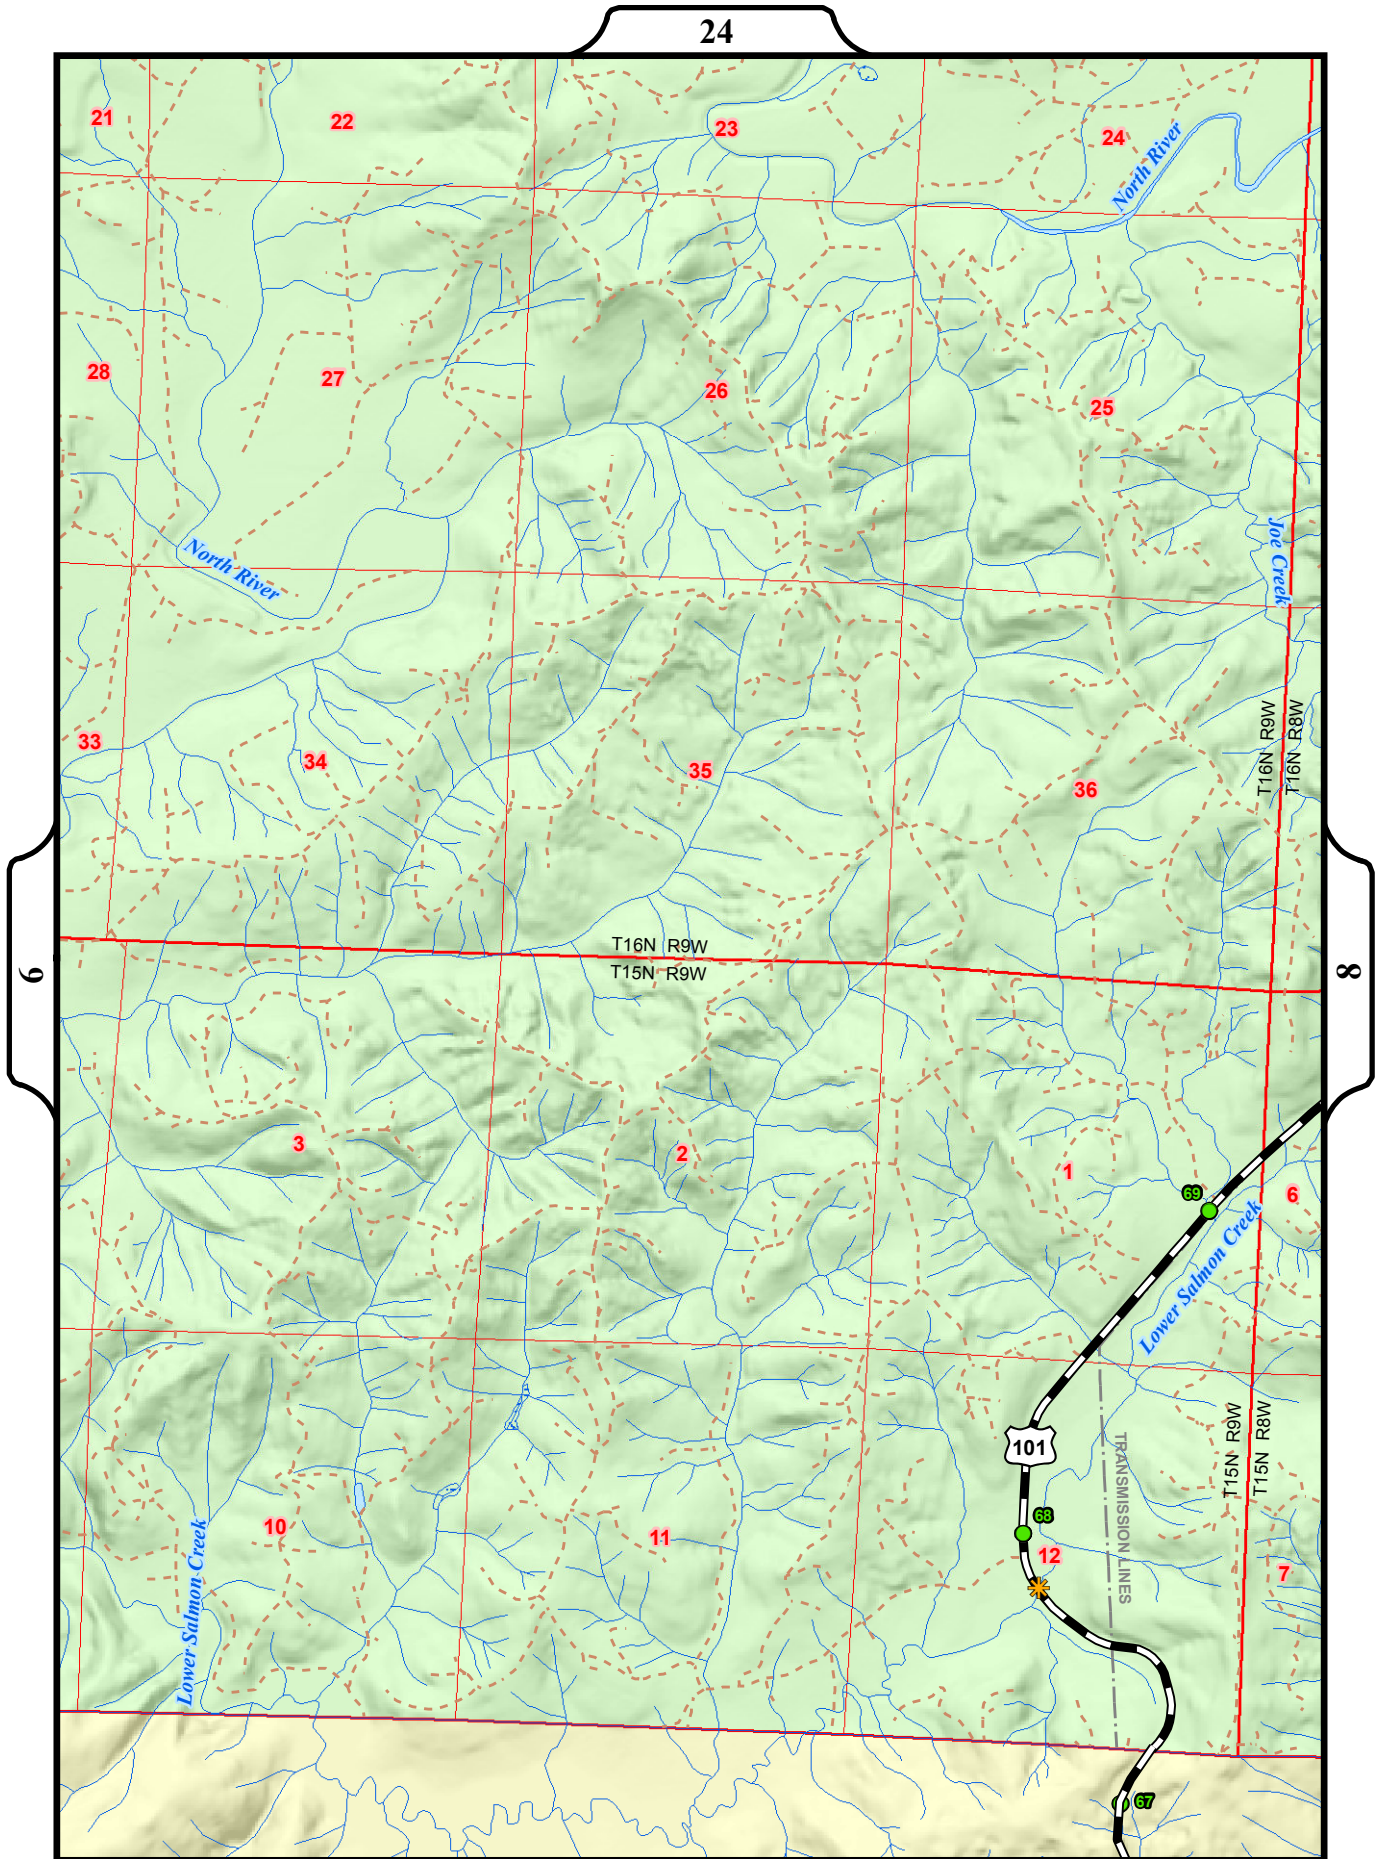 24
21
22
23
24
North River
28
27
26
25
North River
Joe Creek
33
34
35
36
T16N R9W
T16N R8W
T16N R9W
T15N R9W
6
8
3
2
1
69
6
Lower Salmon Creek
101
TRANSMISSION LINES
T15N R9W
T15N R8W
10
11
68
12
7
Lower Salmon Creek
67